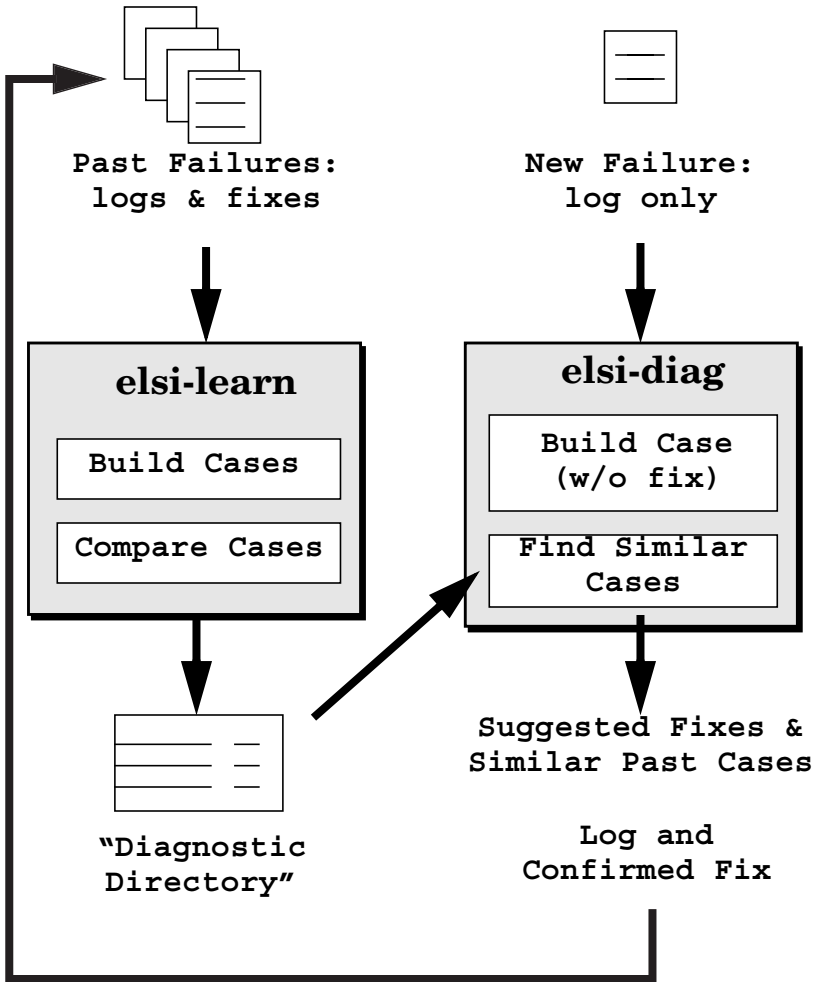 Past Failures:
logs & fixes
New Failure:
log only
elsi-learn
Build Cases
Compare Cases
elsi-diag
Build Case
(w/o fix)
Find Similar
Cases
“Diagnostic
Directory”
Suggested Fixes &
Similar Past Cases
Log and
Confirmed Fix